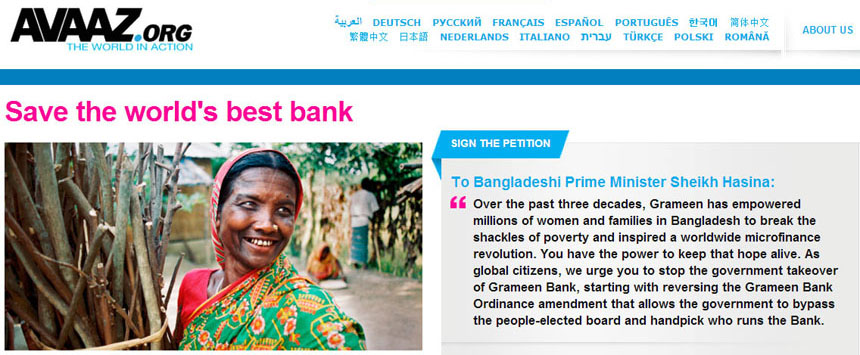 AVAAZ.ORG
THE WORLD IN ACTION
العربية DEUTSCH РУССКИЙ FRANÇAIS ESPAÑOL PORTUGUÊS 한국어 简体中文
繁體中文 日本語 NEDERLANDS ITALIANO עברית TÜRKÇE POLSKI ROMÂNĂ
ABOUT US
Save the world's best bank
SIGN THE PETITION
To Bangladeshi Prime Minister Sheikh Hasina:
“ Over the past three decades, Grameen has empowered
millions of women and families in Bangladesh to break the
shackles of poverty and inspired a worldwide microfinance
revolution. You have the power to keep that hope alive. As
global citizens, we urge you to stop the government takeover
of Grameen Bank, starting with reversing the Grameen Bank
Ordinance amendment that allows the government to bypass
the people-elected board and handpick who runs the Bank.